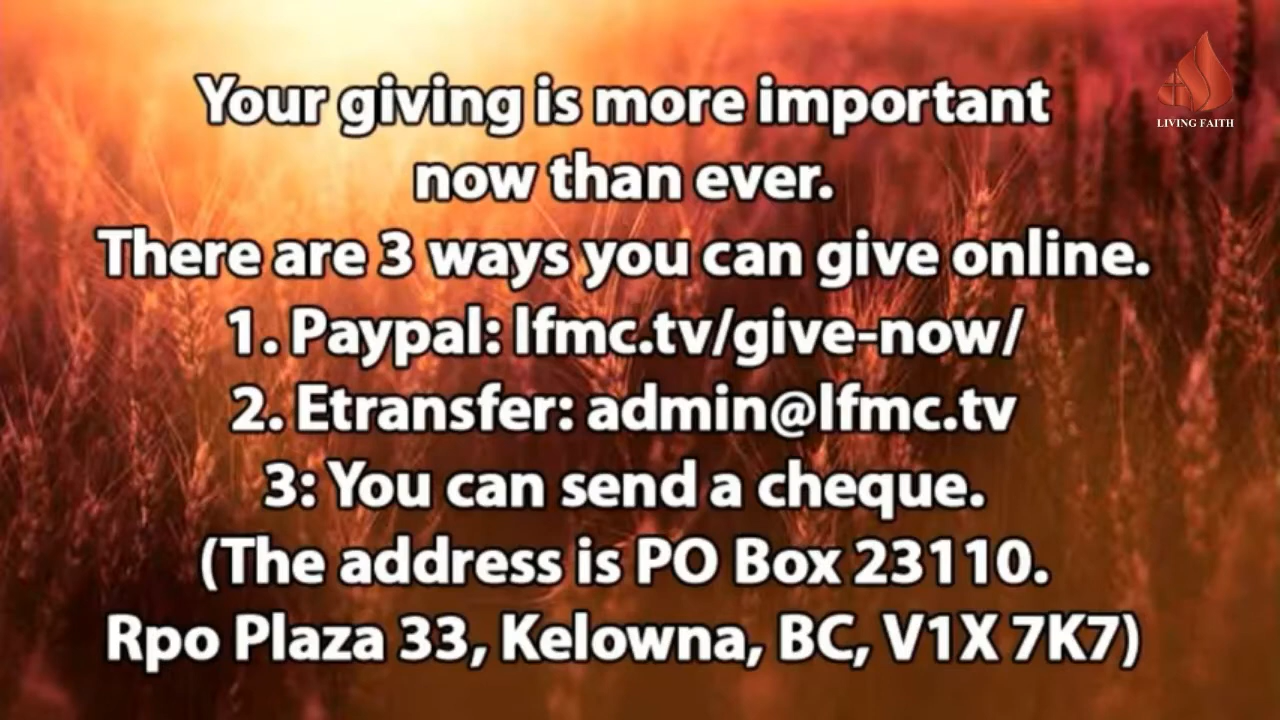 LIVING FAITH
Your giving is more important
now than ever.
There are 3 ways you can give online.
1. Paypal: lfmc.tv/give-now/
2. Etransfer: admin@lfmc.tv
3: You can send a cheque.
(The address is PO Box 23110.
Rpo Plaza 33, Kelowna, BC, V1X 7K7)